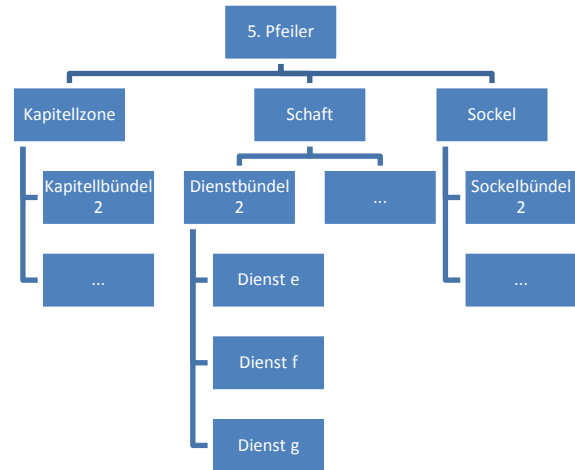 5. Pfeiler
Kapitellzone
Schaft
Sockel
Kapitellbündel
2
Dienstbündel
2
...
Sockelbündel
2
...
Dienst e
...
Dienst f
Dienst g